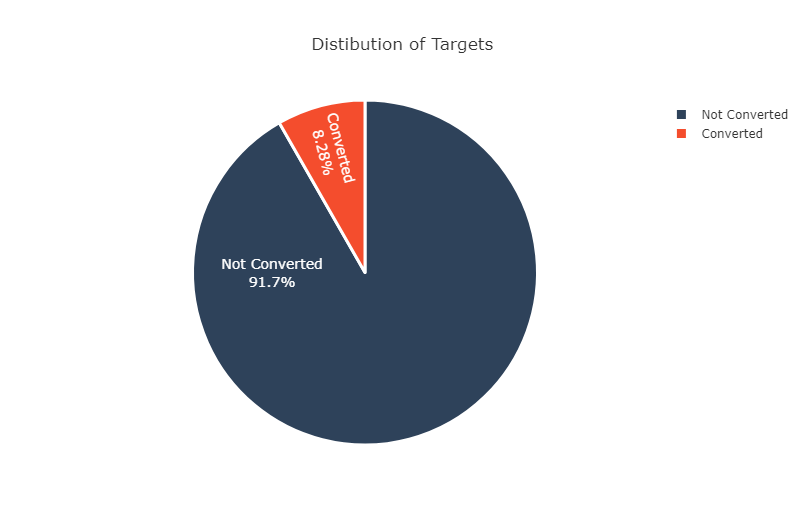 Distibution of Targets
Not Converted
Converted
Converted
8.28%
Not Converted
91.7%